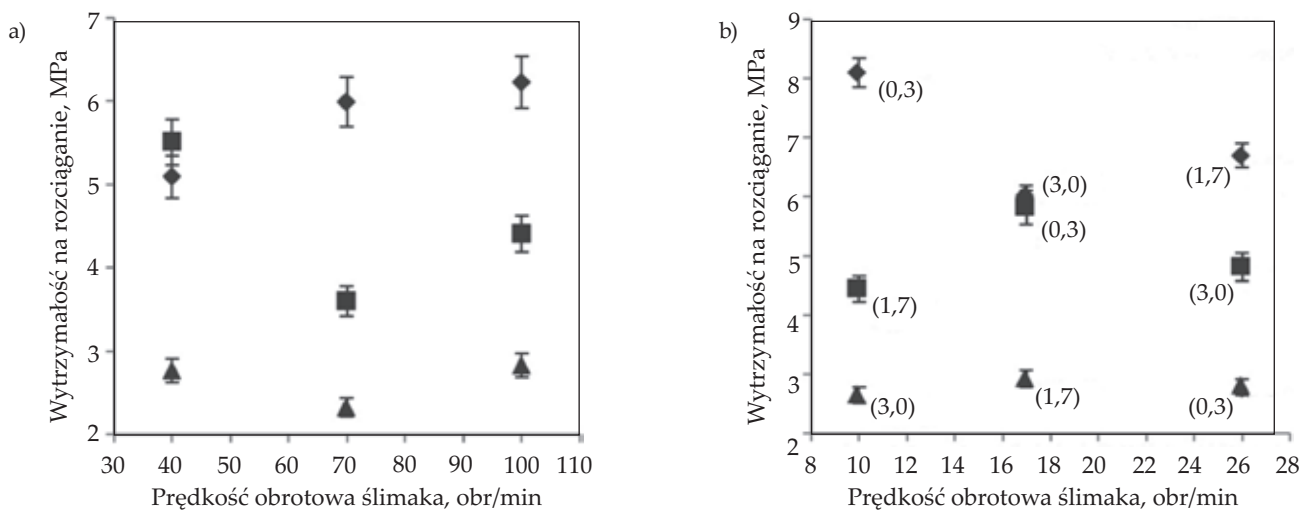 a)
Wytrzymałość na rozciąganie, MPa
7
6
5
4
3
2
30 40 50 60 70 80 90 100 110
Prędkość obrotowa ślimaka, obr/min
b)
Wytrzymałość na rozciąganie, MPa
9
8
7
6
5
4
3
2
(0,3)
(3,0)
(1,7)
(0,3)
(1,7)
(3,0)
(3,0)
(1,7)
(0,3)
8 10 12 14 16 18 20 22 24 26 28
Prędkość obrotowa ślimaka, obr/min